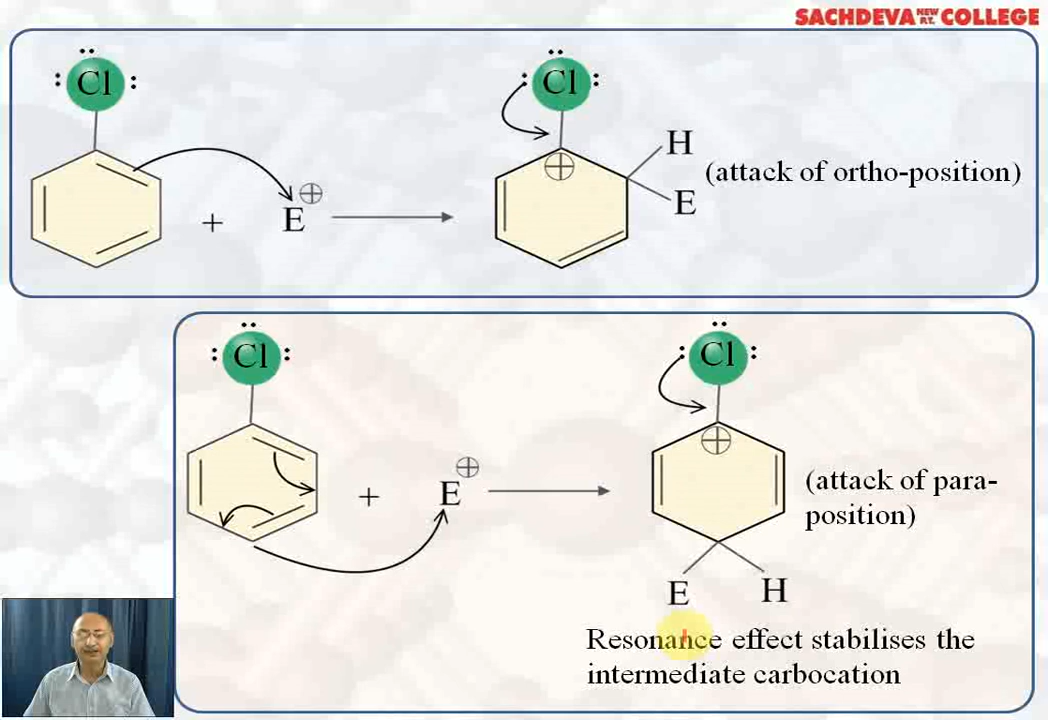 SACHDEVA NEW P.T. COLLEGE
Cl
Cl
H
(attack of ortho-position)
+
E
⊕
E
⊕
Cl
Cl
+
E
⊕
⊕
(attack of para-
position)
E
H
Resonance effect stabilises the
intermediate carbocation